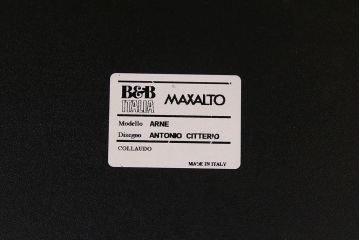 B&B ITALIA MAXALTO
Modello ARNE
Disegno ANTONIO CITTERIO
COLLAUDO
MADE IN ITALY